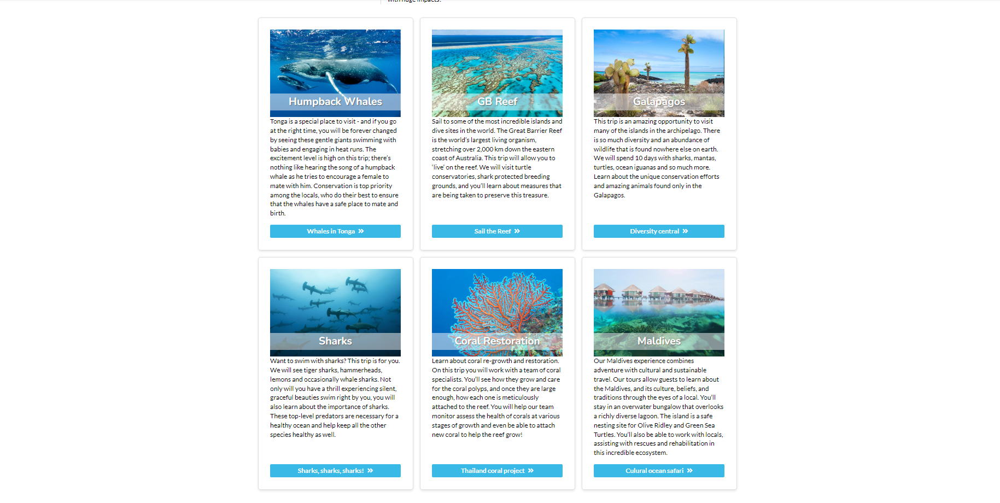 with huge impacts.
Humpback Whales
Tonga is a special place to visit - and if you go
at the right time, you will be forever changed
by seeing these gentle giants swimming with
babies and engaging in heat runs. The
excitement level is high on this trip; there's
nothing like hearing the song of a humpback
whale as he tries to encourage a female to
mate with him. Conservation is top priority
among the locals, who do their best to ensure
that the whales have a safe place to mate and
birth.
Whales in Tonga »
GB Reef
Sail to some of the most incredible islands and
dive sites in the world. The Great Barrier Reef
is the world's largest living organism,
stretching over 2,000 km down the eastern
coast of Australia. This trip will allow you to
‘live’ on the reef. We will visit turtle
conservatories, shark protected breeding
grounds, and you'll learn about measures that
are being taken to preserve this treasure.
Sail the Reef »
Galapagos
This trip is an amazing opportunity to visit
many of the islands in the archipelago. There
is so much diversity and an abundance of
wildlife that is found nowhere else on earth.
We will spend 10 days with sharks, mantas,
turtles, ocean iguanas and so much more.
Learn about the unique conservation efforts
and amazing animals found only in the
Galapagos.
Diversity central »
Sharks
Want to swim with sharks? This trip is for you.
We will see tiger sharks, hammerheads,
lemons and occasionally whale sharks. Not
only will you have a thrill experiencing silent,
graceful beauties swim right by you, you will
also learn about the importance of sharks.
These top-level predators are necessary for a
healthy ocean and help keep all the other
species healthy as well.
Sharks, sharks, sharks! »
Coral Restoration
Learn about coral re-growth and restoration.
On this trip you will work with a team of coral
specialists. You'll see how they grow and care
for the coral polyps, and once they are large
enough, how each one is meticulously
attached to the reef. You will help our team
monitor assess the health of corals at various
stages of growth and even be able to attach
new coral to help the reef grow!
Thailand coral project »
Maldives
Our Maldives experience combines
adventure with cultural and sustainable
travel. Our tours allow guests to learn about
the Maldives, and its culture, beliefs, and
traditions through the eyes of a local. You'll
stay in an overwater bungalow that overlooks
a richly diverse lagoon. The island is a safe
nesting site for Olive Ridley and Green Sea
Turtles. You'll also be able to work with locals,
assisting with rescues and rehabilitation in
this incredible ecosystem.
Culural ocean safari »